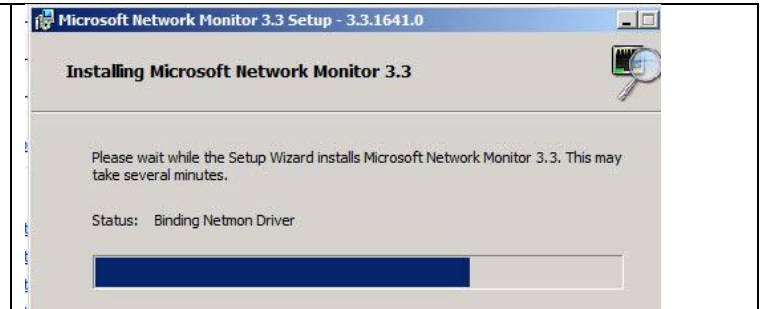 Microsoft Network Monitor 3.3 Setup - 3.3.1641.0
Installing Microsoft Network Monitor 3.3
Please wait while the Setup Wizard installs Microsoft Network Monitor 3.3. This may
take several minutes.
Status: Binding Netmon Driver